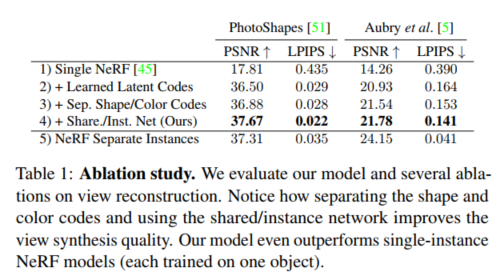 PhotoShapes [51] Aubry et al. [5]
PSNR ↑ LPIPS ↓ PSNR ↑ LPIPS ↓
1) Single NeRF [45] 17.81 0.435 14.26 0.390
2) + Learned Latent Codes 36.50 0.029 20.93 0.164
3) + Sep. Shape/Color Codes 36.88 0.028 21.54 0.153
4) + Share./Inst. Net (Ours) 37.67 0.022 21.78 0.141
5) NeRF Separate Instances 37.31 0.035 24.15 0.041
Table 1: Ablation study. We evaluate our model and several abla-
tions on view reconstruction. Notice how separating the shape and
color codes and using the shared/instance network improves the
view synthesis quality. Our model even outperforms single-instance
NeRF models (each trained on one object).